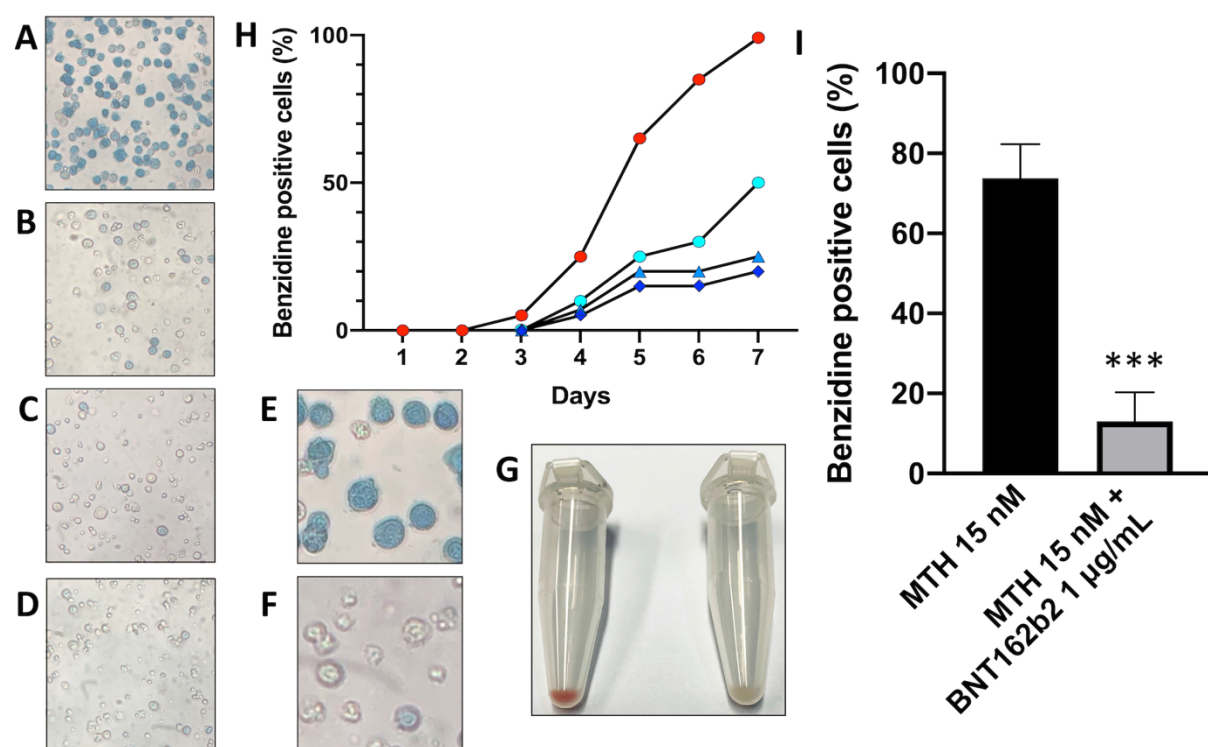 A
B
C
D
E
F
G
H
Benzidine positive cells (%)
100
50
0
1 2 3 4 5 6 7
Days
I
Benzidine positive cells (%)
100
80
60
40
20
0
***
MTH 15 nM
MTH 15 nM +
BNT162b2 1 µg/mL